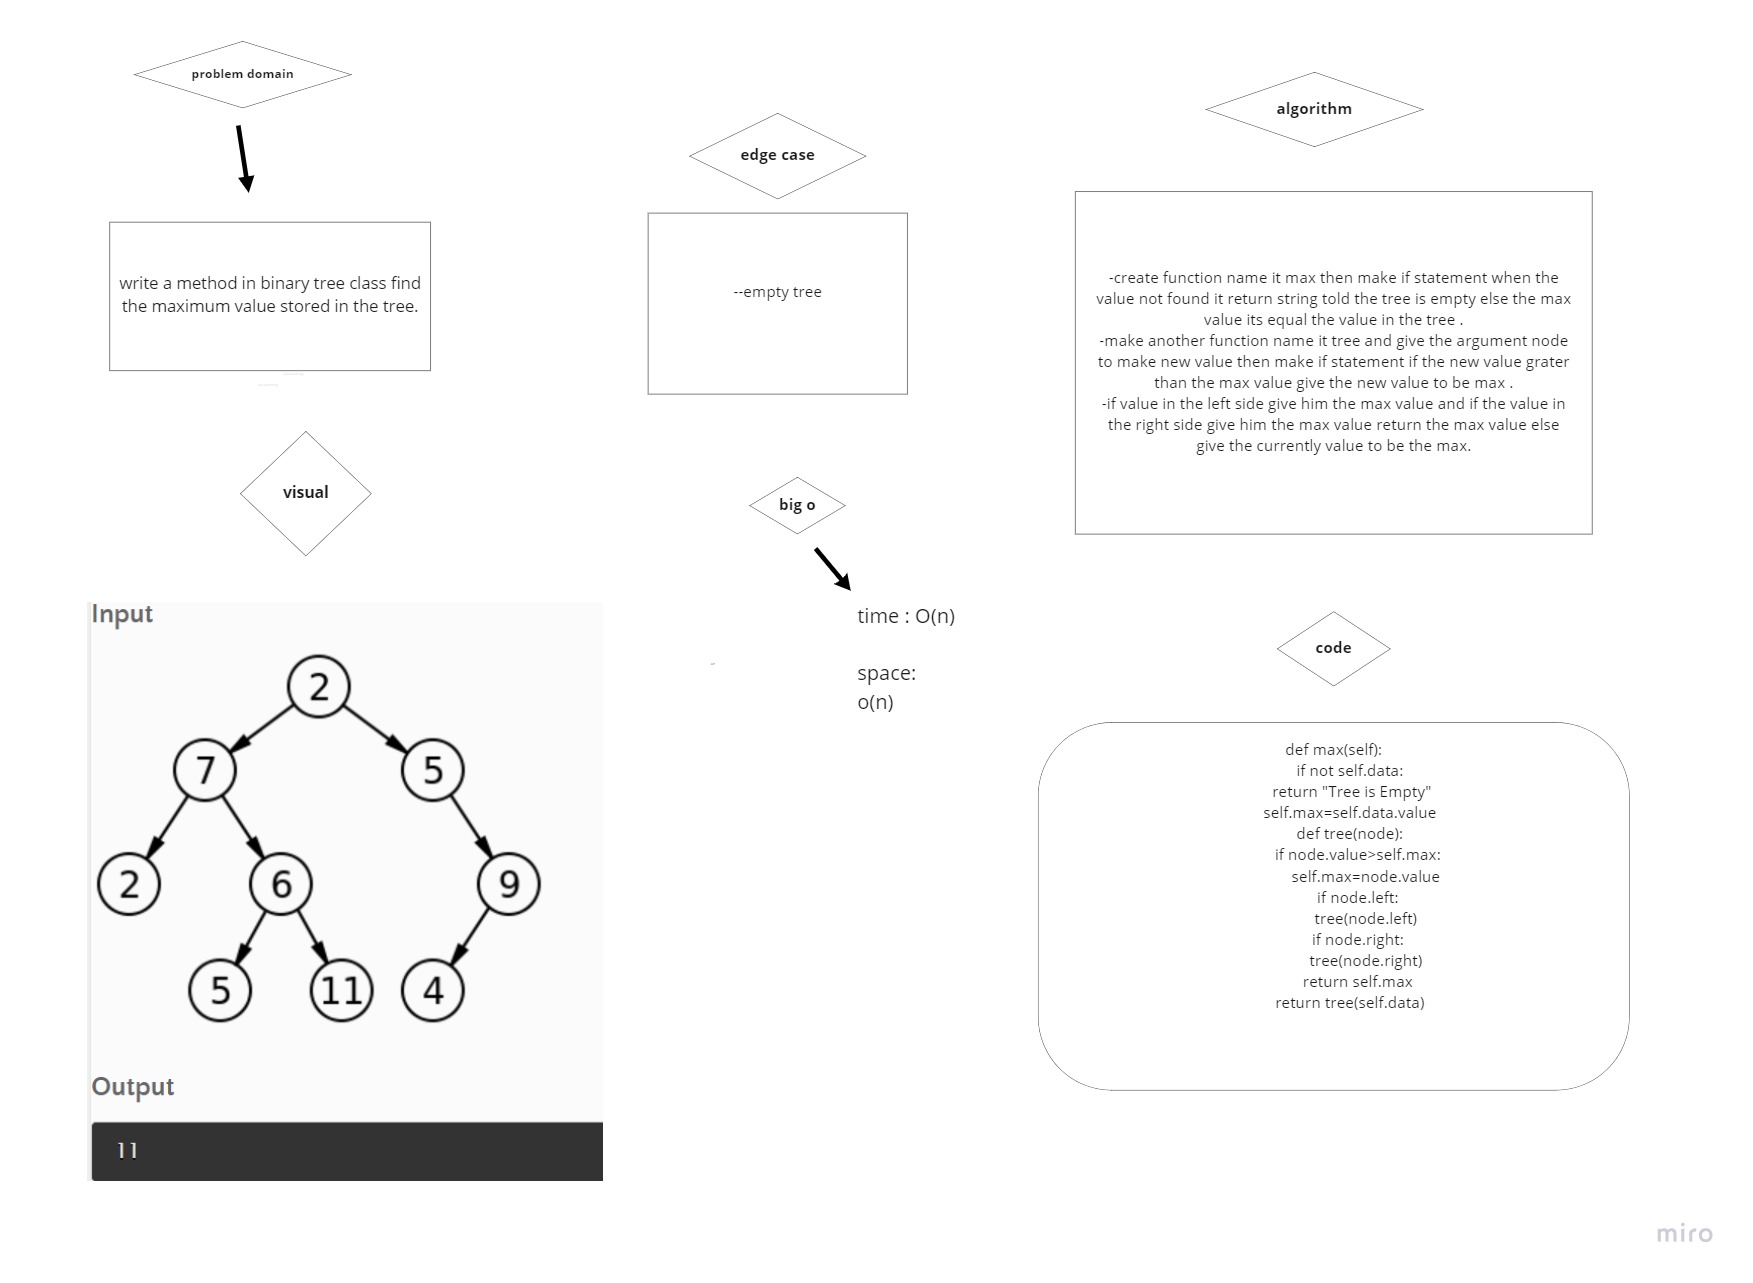 problem domain
write a method in binary tree class find
the maximum value stored in the tree.
visual
Input
2
7
5
2
6
9
5
11
4
Output
11
edge case
--empty tree
big o
time : O(n)
space:
o(n)
algorithm
-create function name it max then make if statement when the
value not found it return string told the tree is empty else the max
value its equal the value in the tree .
-make another function name it tree and give the argument node
to make new value then make if statement if the new value grater
than the max value give the new value to be max .
-if value in the left side give him the max value and if the value in
the right side give him the max value return the max value else
give the currently value to be the max.
code
def max(self):
if not self.data:
return "Tree is Empty"
self.max=self.data.value
def tree(node):
if node.value>self.max:
self.max=node.value
if node.left:
tree(node.left)
if node.right:
tree(node.right)
return self.max
return tree(self.data)
miro